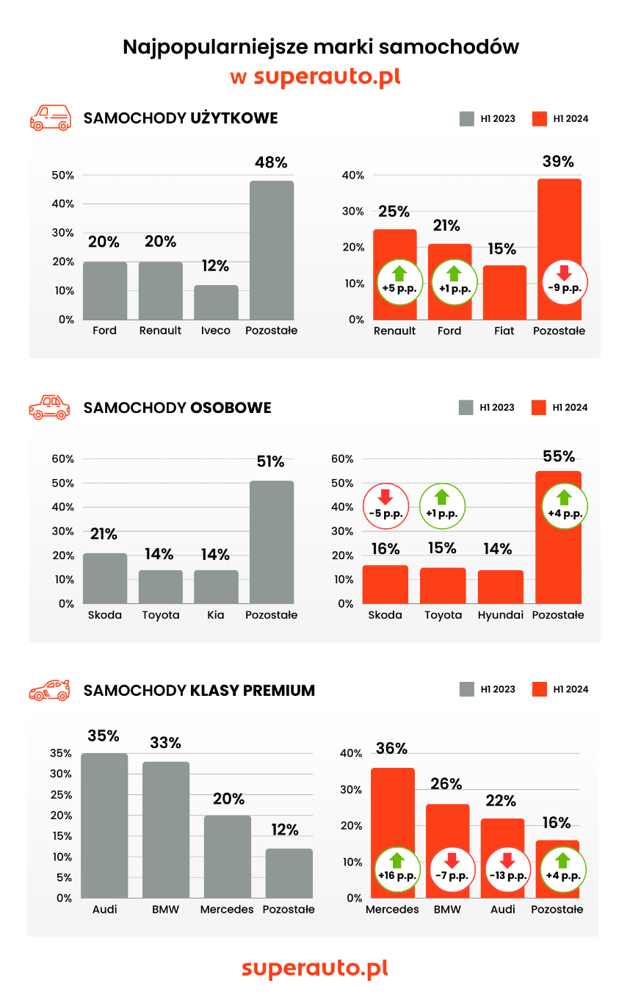 Najpopularniejsze marki samochodów
w superauto.pl
SAMOCHODY UŻYTKOWE
H1 2023 H1 2024
50%
40%
30%
20%
10%
0%
20% 20% 12% 48%
Ford Renault Iveco Pozostałe
40%
30%
20%
10%
0%
25% 21% 15% 39%
+5 p.p. +1 p.p. -9 p.p.
Renault Ford Fiat Pozostałe
SAMOCHODY OSOBOWE
H1 2023 H1 2024
60%
50%
40%
30%
20%
10%
0%
21% 14% 14% 51%
Skoda Toyota Kia Pozostałe
60%
50%
40%
30%
20%
10%
0%
16% 15% 14% 55%
-5 p.p. +1 p.p. +4 p.p.
Skoda Toyota Hyundai Pozostałe
SAMOCHODY KLASY PREMIUM
H1 2023 H1 2024
35%
30%
25%
20%
15%
10%
5%
0%
35% 33% 20% 12%
Audi BMW Mercedes Pozostałe
40%
30%
20%
10%
0%
36% 26% 22% 16%
+16 p.p. -7 p.p. -13 p.p. +4 p.p.
Mercedes BMW Audi Pozostałe
superauto.pl